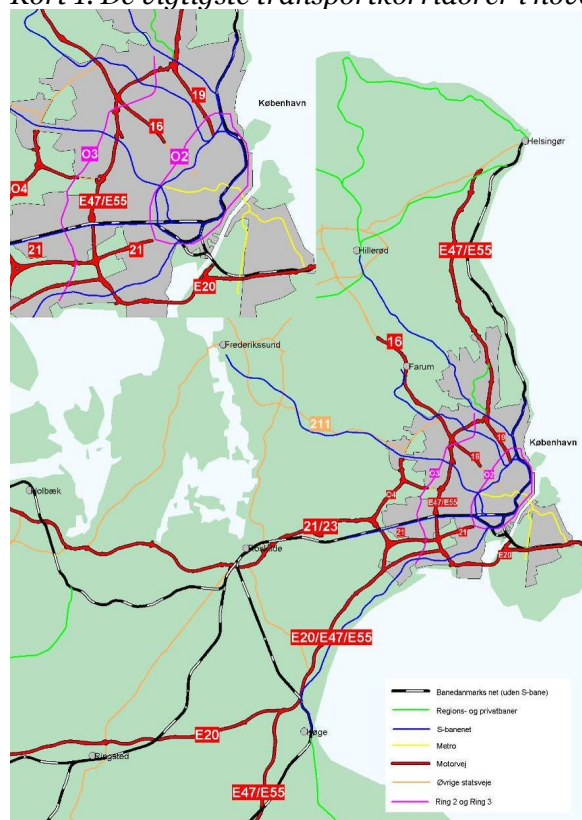 Kort 1. De vigtigste transportkorridorer i hove
København
19
16
O3
O2
O4
E47/E55
21
21
E20
Helsingør
E47/E55
Hillerød
Frederikssund
16
Farum
211
København
19
16
O3
O2
O4
E47/E55
Holbæk
21/23
21
21
E20
Roskilde
E20/E47/E55
E20
Køge
Ringsted
E47/E55
Banedanmarks net (uden S-bane)
Regions- og privatbaner
S-banenet
Metro
Motorvej
Øvrige statsveje
Ring 2 og Ring 3